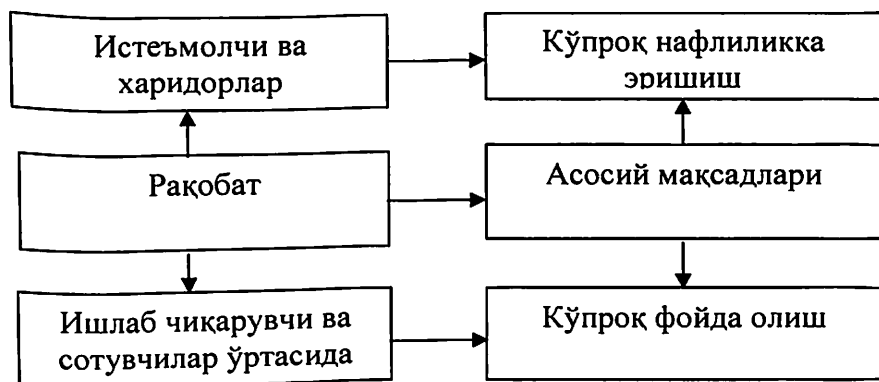 Истеъмолчи ва
харидорлар
Кўпроқ нафлиликка
эришиш
Рақобат
Асосий мақсадлари
Ишлаб чиқарувчи ва
сотувчилар ўртасида
Кўпроқ фойда олиш